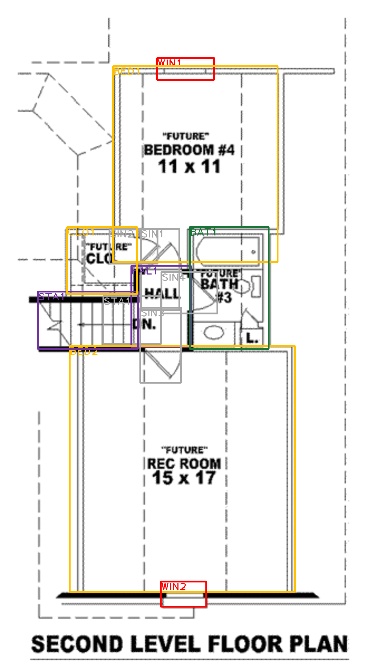 WIN1
"FUTURE"
BEDROOM #4
11 x 11
SIN1
BAT1
"FUTURE"
CLO.
"FUTURE"
BATH
#3
HALL
STA1
DN.
L.
"FUTURE"
REC ROOM
15 x 17
WIN2
SECOND LEVEL FLOOR PLAN